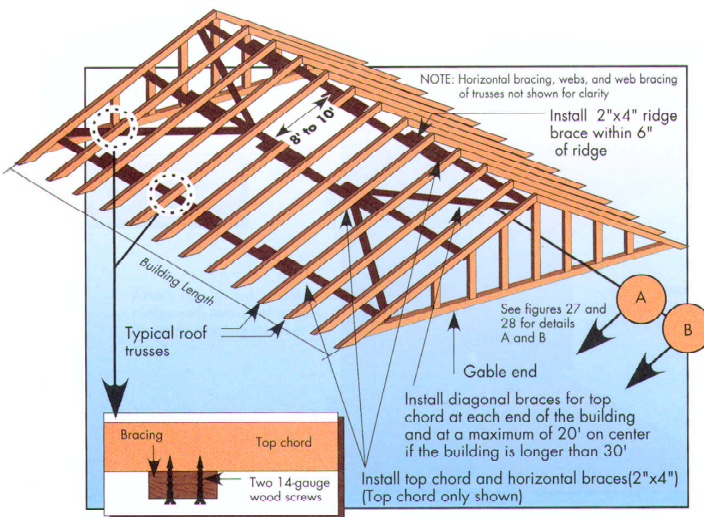 NOTE: Horizontal bracing, webs, and web bracing
of trusses not shown for clarity
Install 2"x4" ridge
brace within 6"
of ridge
8' to 10'
Building Length
Typical roof
trusses
See figures 27 and
28 for details
A and B
A
B
Gable end
Install diagonal braces for top
chord at each end of the building
and at a maximum of 20' on center
if the building is longer than 30'
Install top chord and horizontal braces(2"x4")
(Top chord only shown)
Bracing
Top chord
Two 14-gauge
wood screws